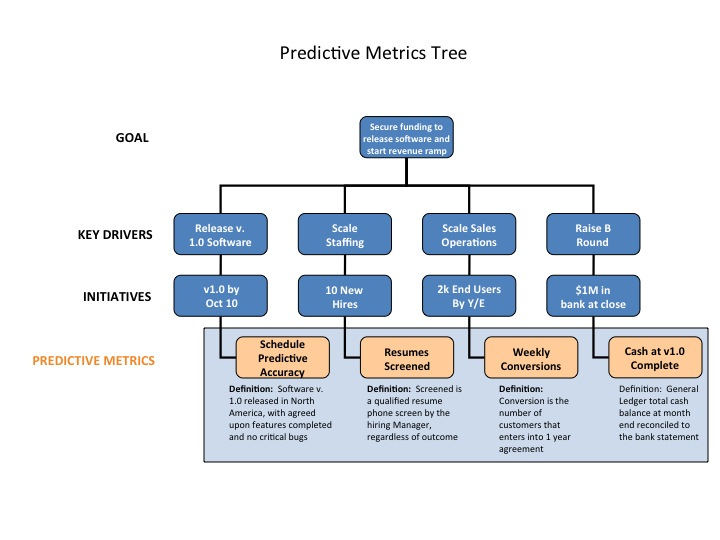 Predictive Metrics Tree
GOAL
Secure funding to
release software and
start revenue ramp
KEY DRIVERS
Release v.
1.0 Software
Scale
Staffing
Scale Sales
Operations
Raise B
Round
INITIATIVES
v1.0 by
Oct 10
10 New
Hires
2k End Users
By Y/E
$1M in
bank at close
PREDICTIVE METRICS
Schedule
Predictive
Accuracy
Resumes
Screened
Weekly
Conversions
Cash at v1.0
Complete
Definition: Software v.
1.0 released in North
America, with agreed
upon features completed
and no critical bugs
Definition: Screened is
a qualified resume
phone screen by the
hiring Manager,
regardless of outcome
Definition:
Conversion is the
number of
customers that
enters into 1 year
agreement
Definition: General
Ledger total cash
balance at month
end reconciled to
the bank statement